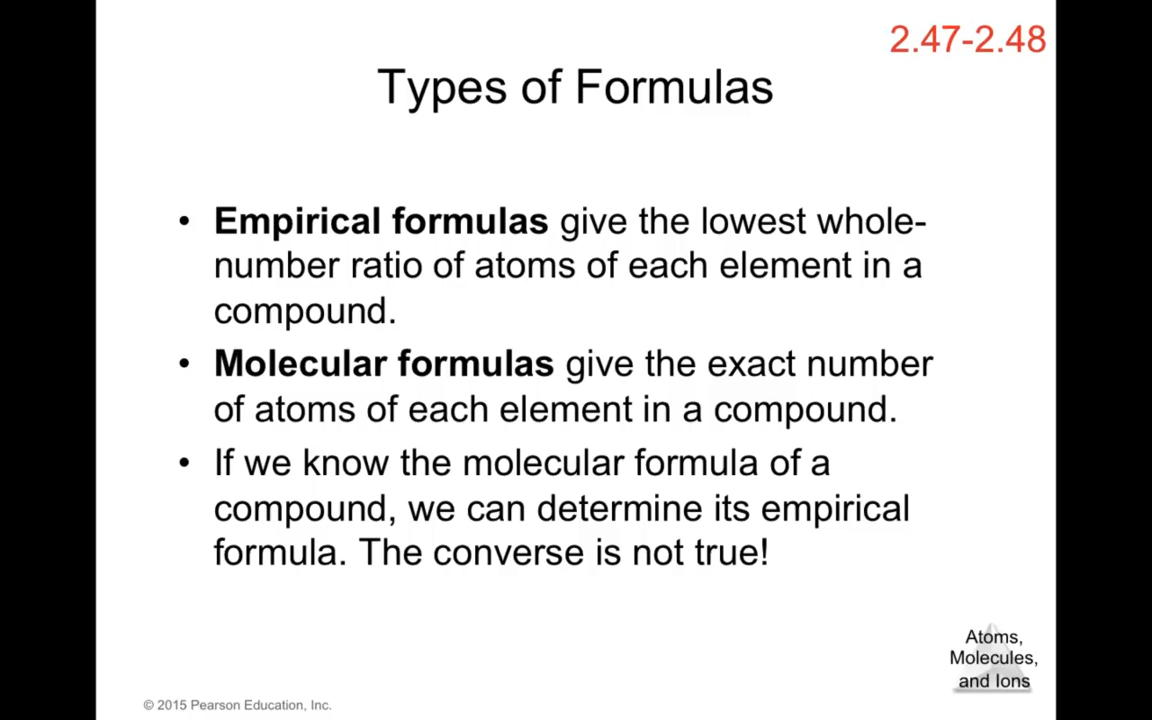 2.47-2.48
Types of Formulas
• Empirical formulas give the lowest whole-
number ratio of atoms of each element in a
compound.
• Molecular formulas give the exact number
of atoms of each element in a compound.
• If we know the molecular formula of a
compound, we can determine its empirical
formula. The converse is not true!
Atoms,
Molecules,
and Ions
© 2015 Pearson Education, Inc.